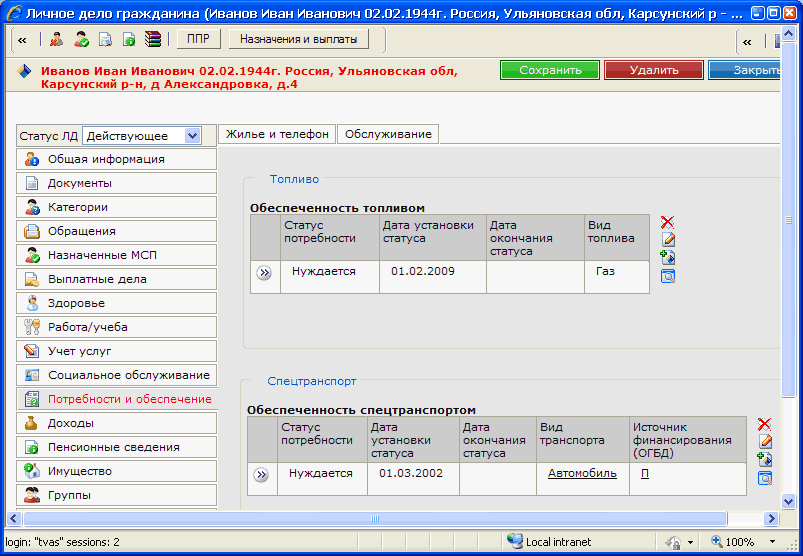 Личное дело гражданина (Иванов Иван Иванович 02.02.1944г. Россия, Ульяновская обл, Карсунский р - ...
«
ППР
Назначения и выплаты
«
Иванов Иван Иванович 02.02.1944г. Россия, Ульяновская обл,
Карсунский р-н, д Александровка, д.4
Сохранить
Удалить
Закрыть
Статус ЛД
Действующее
Жилье и телефон
Обслуживание
Общая информация
Документы
Категории
Обращения
Назначенные МСП
Выплатные дела
Здоровье
Работа/учеба
Учет услуг
Социальное обслуживание
Потребности и обеспечение
Доходы
Пенсионные сведения
Имущество
Группы
Топливо
Обеспеченность топливом
Статус потребности
Дата установки статуса
Дата окончания статуса
Вид топлива
Нуждается
01.02.2009
Газ
Спецтранспорт
Обеспеченность спецтранспортом
Статус потребности
Дата установки статуса
Дата окончания статуса
Вид транспорта
Источник финансирования (ОГБД)
Нуждается
01.03.2002
Автомобиль
П
login: "tvas" sessions: 2
Local intranet
100%